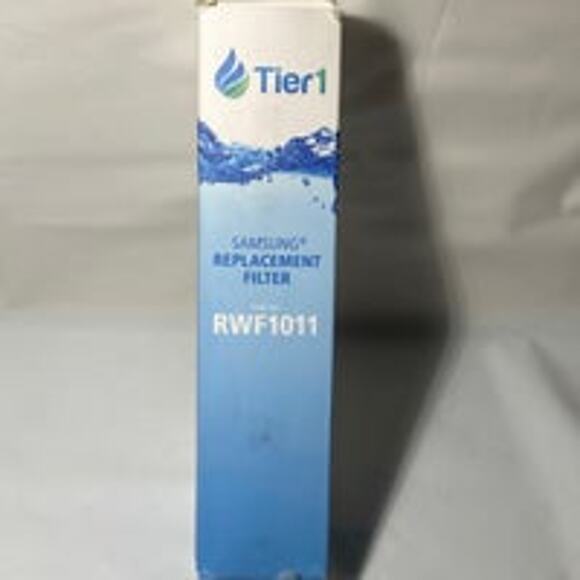 Tier1
SAMSUNG®
REPLACEMENT
FILTER
RWF1011